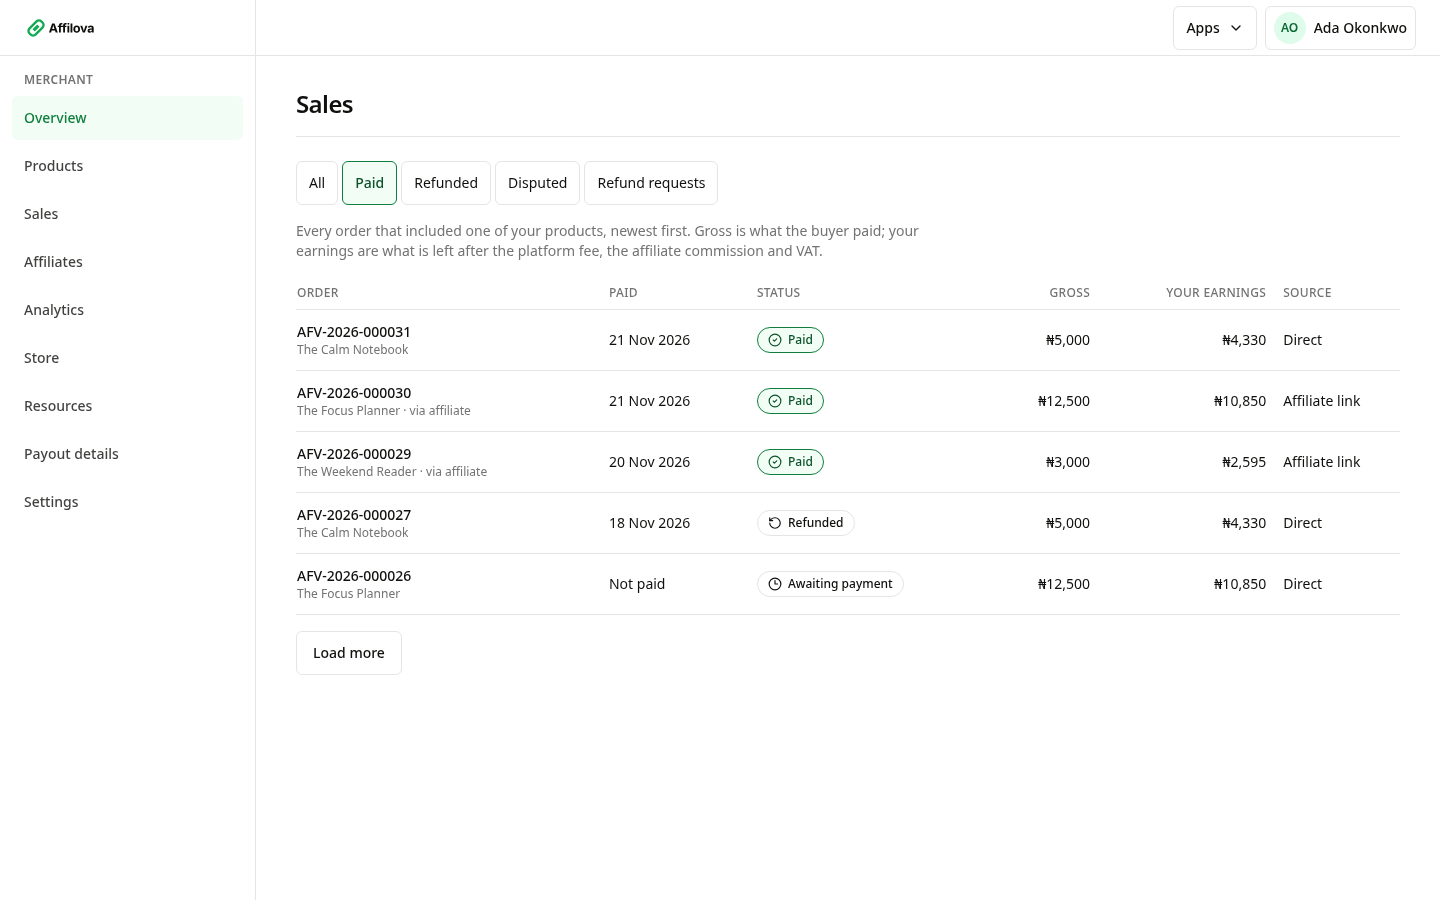 Affilova
Apps
AO
Ada Okonkwo
MERCHANT
Overview
Products
Sales
Affiliates
Analytics
Store
Resources
Payout details
Settings
Sales
All
Paid
Refunded
Disputed
Refund requests
Every order that included one of your products, newest first. Gross is what the buyer paid; your
earnings are what is left after the platform fee, the affiliate commission and VAT.
ORDER PAID STATUS GROSS YOUR EARNINGS SOURCE
AFV-2026-000031
The Calm Notebook
21 Nov 2026 Paid ₦5,000 ₦4,330 Direct
AFV-2026-000030
The Focus Planner · via affiliate
21 Nov 2026 Paid ₦12,500 ₦10,850 Affiliate link
AFV-2026-000029
The Weekend Reader · via affiliate
20 Nov 2026 Paid ₦3,000 ₦2,595 Affiliate link
AFV-2026-000027
The Calm Notebook
18 Nov 2026 Refunded ₦5,000 ₦4,330 Direct
AFV-2026-000026
The Focus Planner
Not paid Awaiting payment ₦12,500 ₦10,850 Direct
Load more